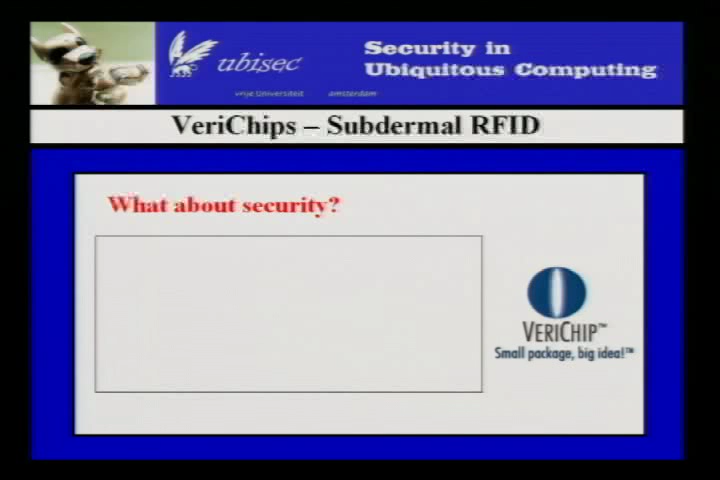 ubisec
Security in
Ubiquitous Computing
vrije Universiteit amsterdam
VeriChips – Subdermal RFID
What about security?
VERICHIP™
Small package, big idea!™